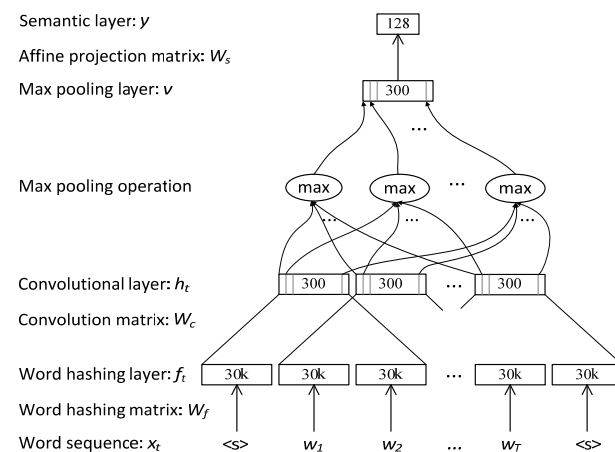 Semantic layer: y 128
Affine projection matrix: Ws
Max pooling layer: v 300
...
Max pooling operation max max ... max
... ... ...
Convolutional layer: ht 300 300 ... 300
Convolution matrix: Wc
Word hashing layer: ft 30k 30k 30k ... 30k 30k
Word hashing matrix: Wf
Word sequence: xt <s> w1 w2 ... wT <s>